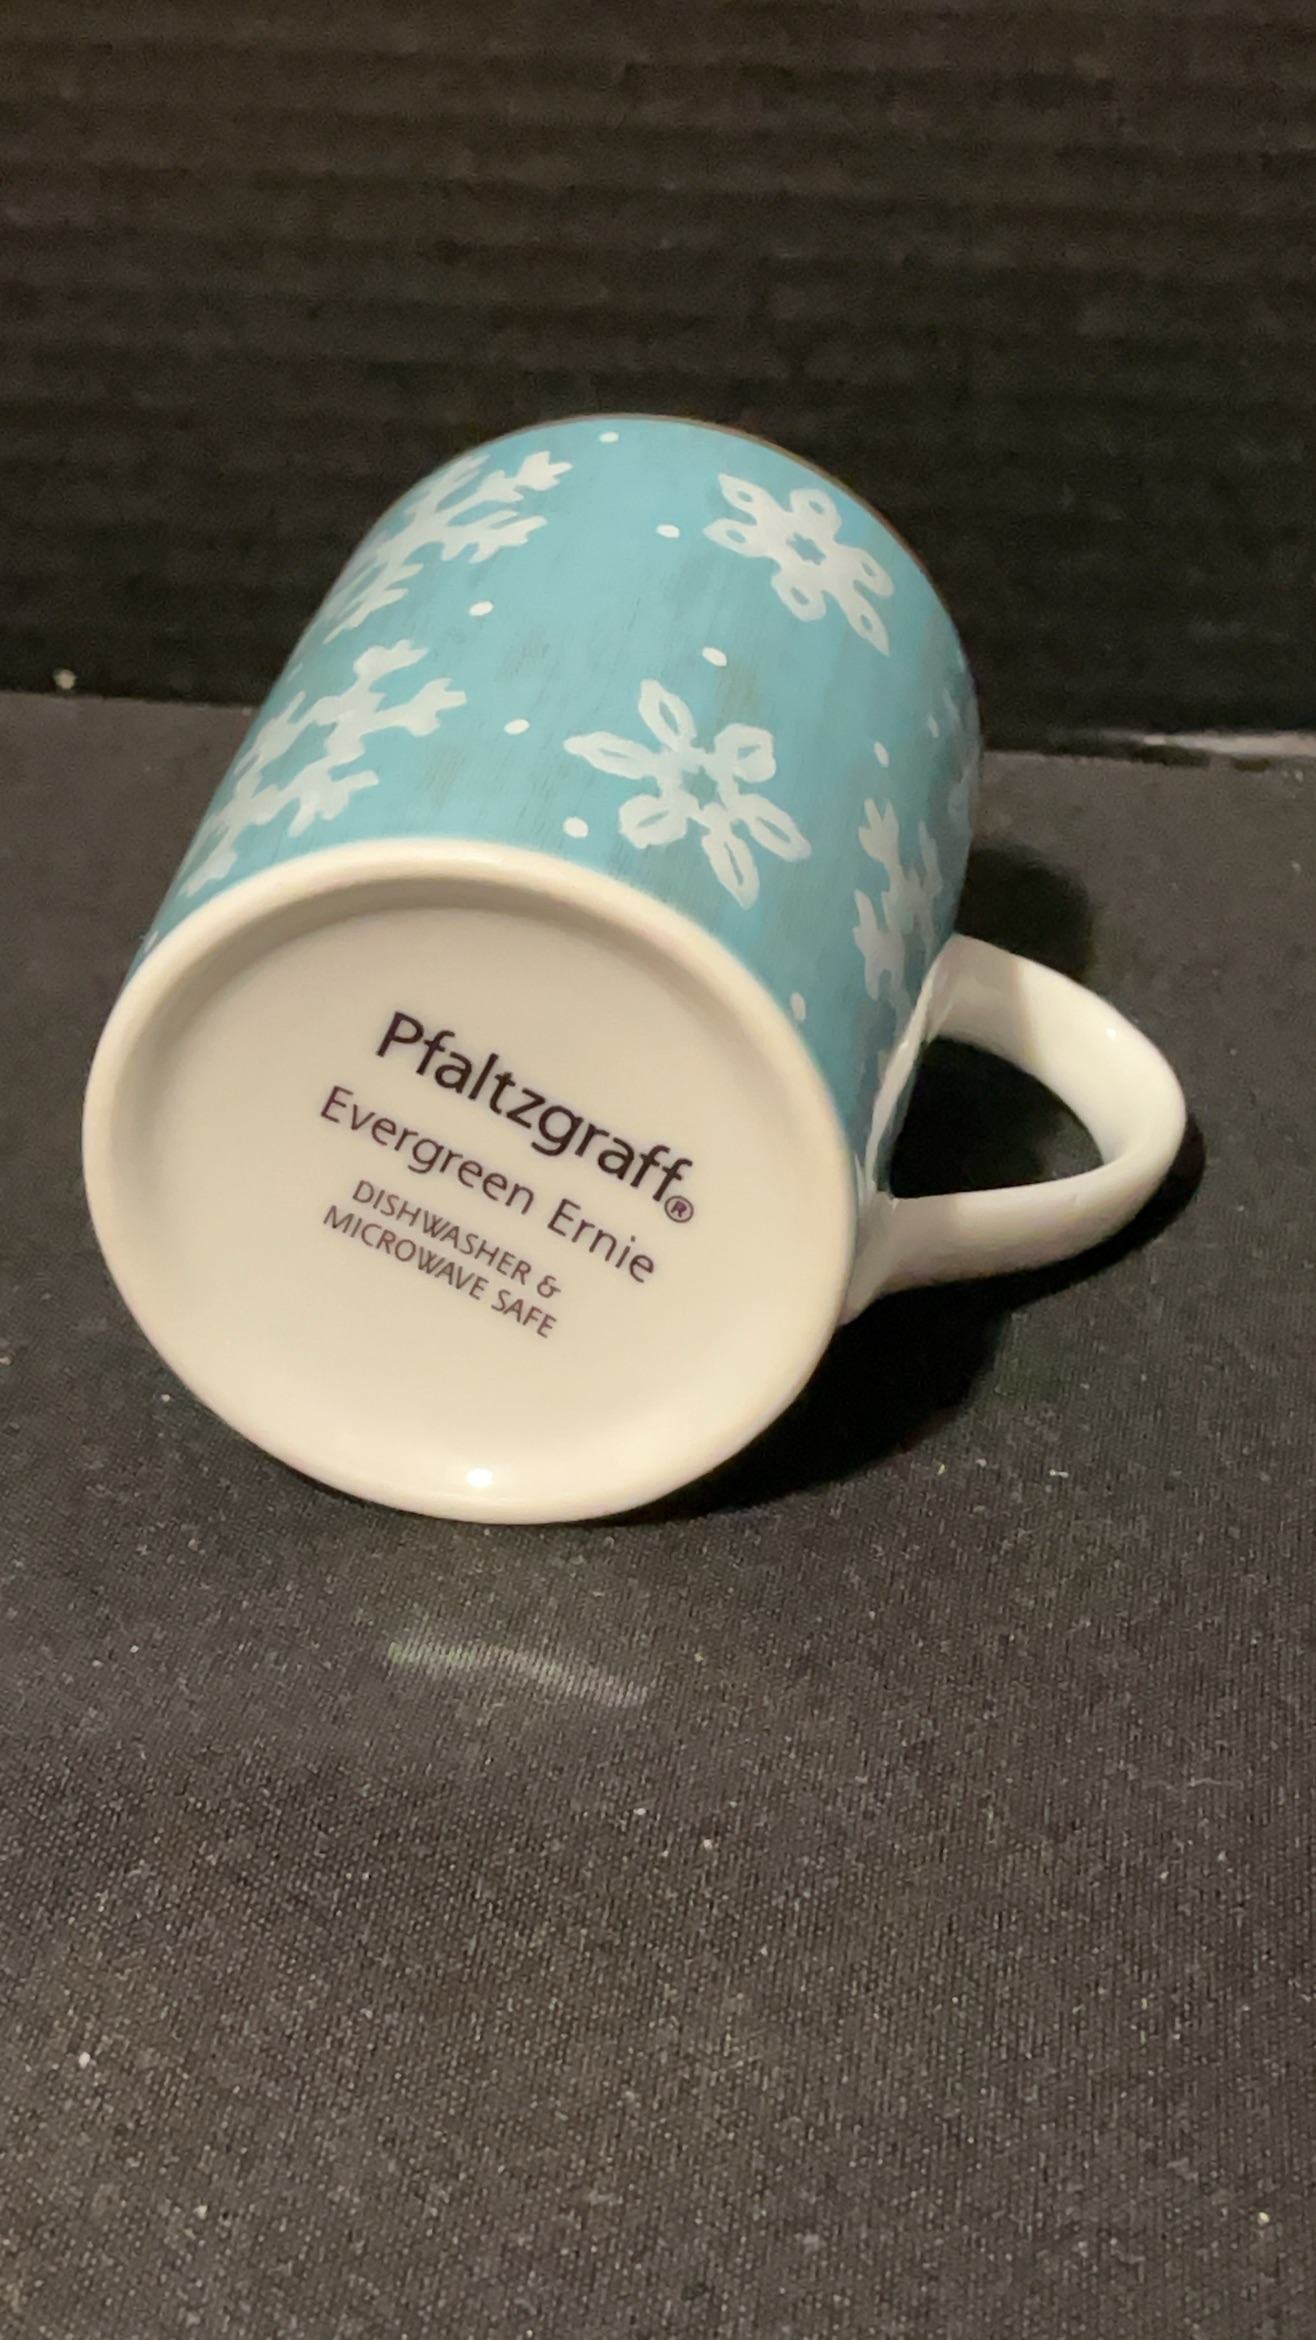 Pfaltzgraff®
Evergreen Ernie
DISHWASHER &
MICROWAVE SAFE